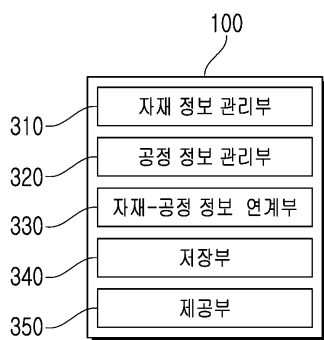 100
310 자재 정보 관리부
320 공정 정보 관리부
330 자재-공정 정보 연계부
340 저장부
350 제공부